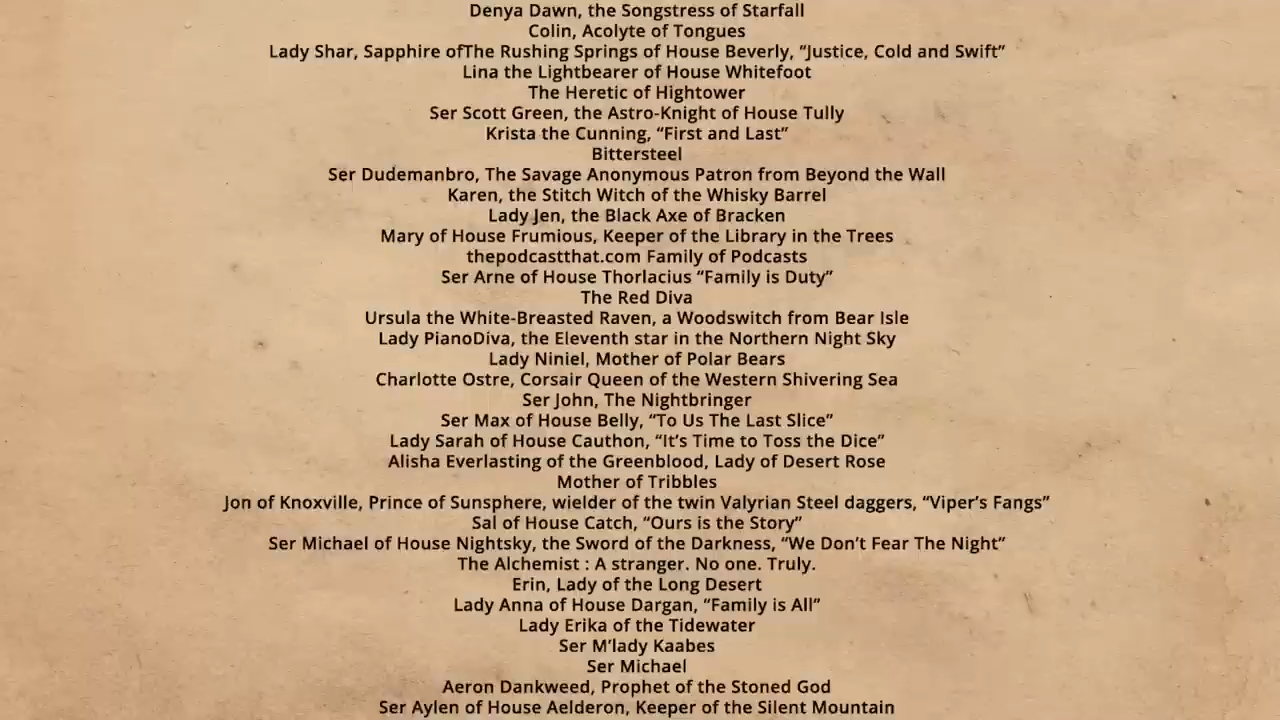 Denya Dawn, the Songstress of Starfall
Colin, Acolyte of Tongues
Lady Shar, Sapphire ofThe Rushing Springs of House Beverly, “Justice, Cold and Swift”
Lina the Lightbearer of House Whitefoot
The Heretic of Hightower
Ser Scott Green, the Astro-Knight of House Tully
Krista the Cunning, “First and Last”
Bittersteel
Ser Dudemanbro, The Savage Anonymous Patron from Beyond the Wall
Karen, the Stitch Witch of the Whisky Barrel
Lady Jen, the Black Axe of Bracken
Mary of House Frumious, Keeper of the Library in the Trees
thepodcastthat.com Family of Podcasts
Ser Arne of House Thorlacius “Family is Duty”
The Red Diva
Ursula the White-Breasted Raven, a Woodswitch from Bear Isle
Lady PianoDiva, the Eleventh star in the Northern Night Sky
Lady Niniel, Mother of Polar Bears
Charlotte Ostre, Corsair Queen of the Western Shivering Sea
Ser John, The Nightbringer
Ser Max of House Belly, “To Us The Last Slice”
Lady Sarah of House Cauthon, “It’s Time to Toss the Dice”
Alisha Everlasting of the Greenblood, Lady of Desert Rose
Mother of Tribbles
Jon of Knoxville, Prince of Sunsphere, wielder of the twin Valyrian Steel daggers, “Viper’s Fangs”
Sal of House Catch, “Ours is the Story”
Ser Michael of House Nightsky, the Sword of the Darkness, “We Don’t Fear The Night”
The Alchemist : A stranger. No one. Truly.
Erin, Lady of the Long Desert
Lady Anna of House Dargan, “Family is All”
Lady Erika of the Tidewater
Ser M’lady Kaabes
Ser Michael
Aeron Dankweed, Prophet of the Stoned God
Ser Aylen of House Aelderon, Keeper of the Silent Mountain